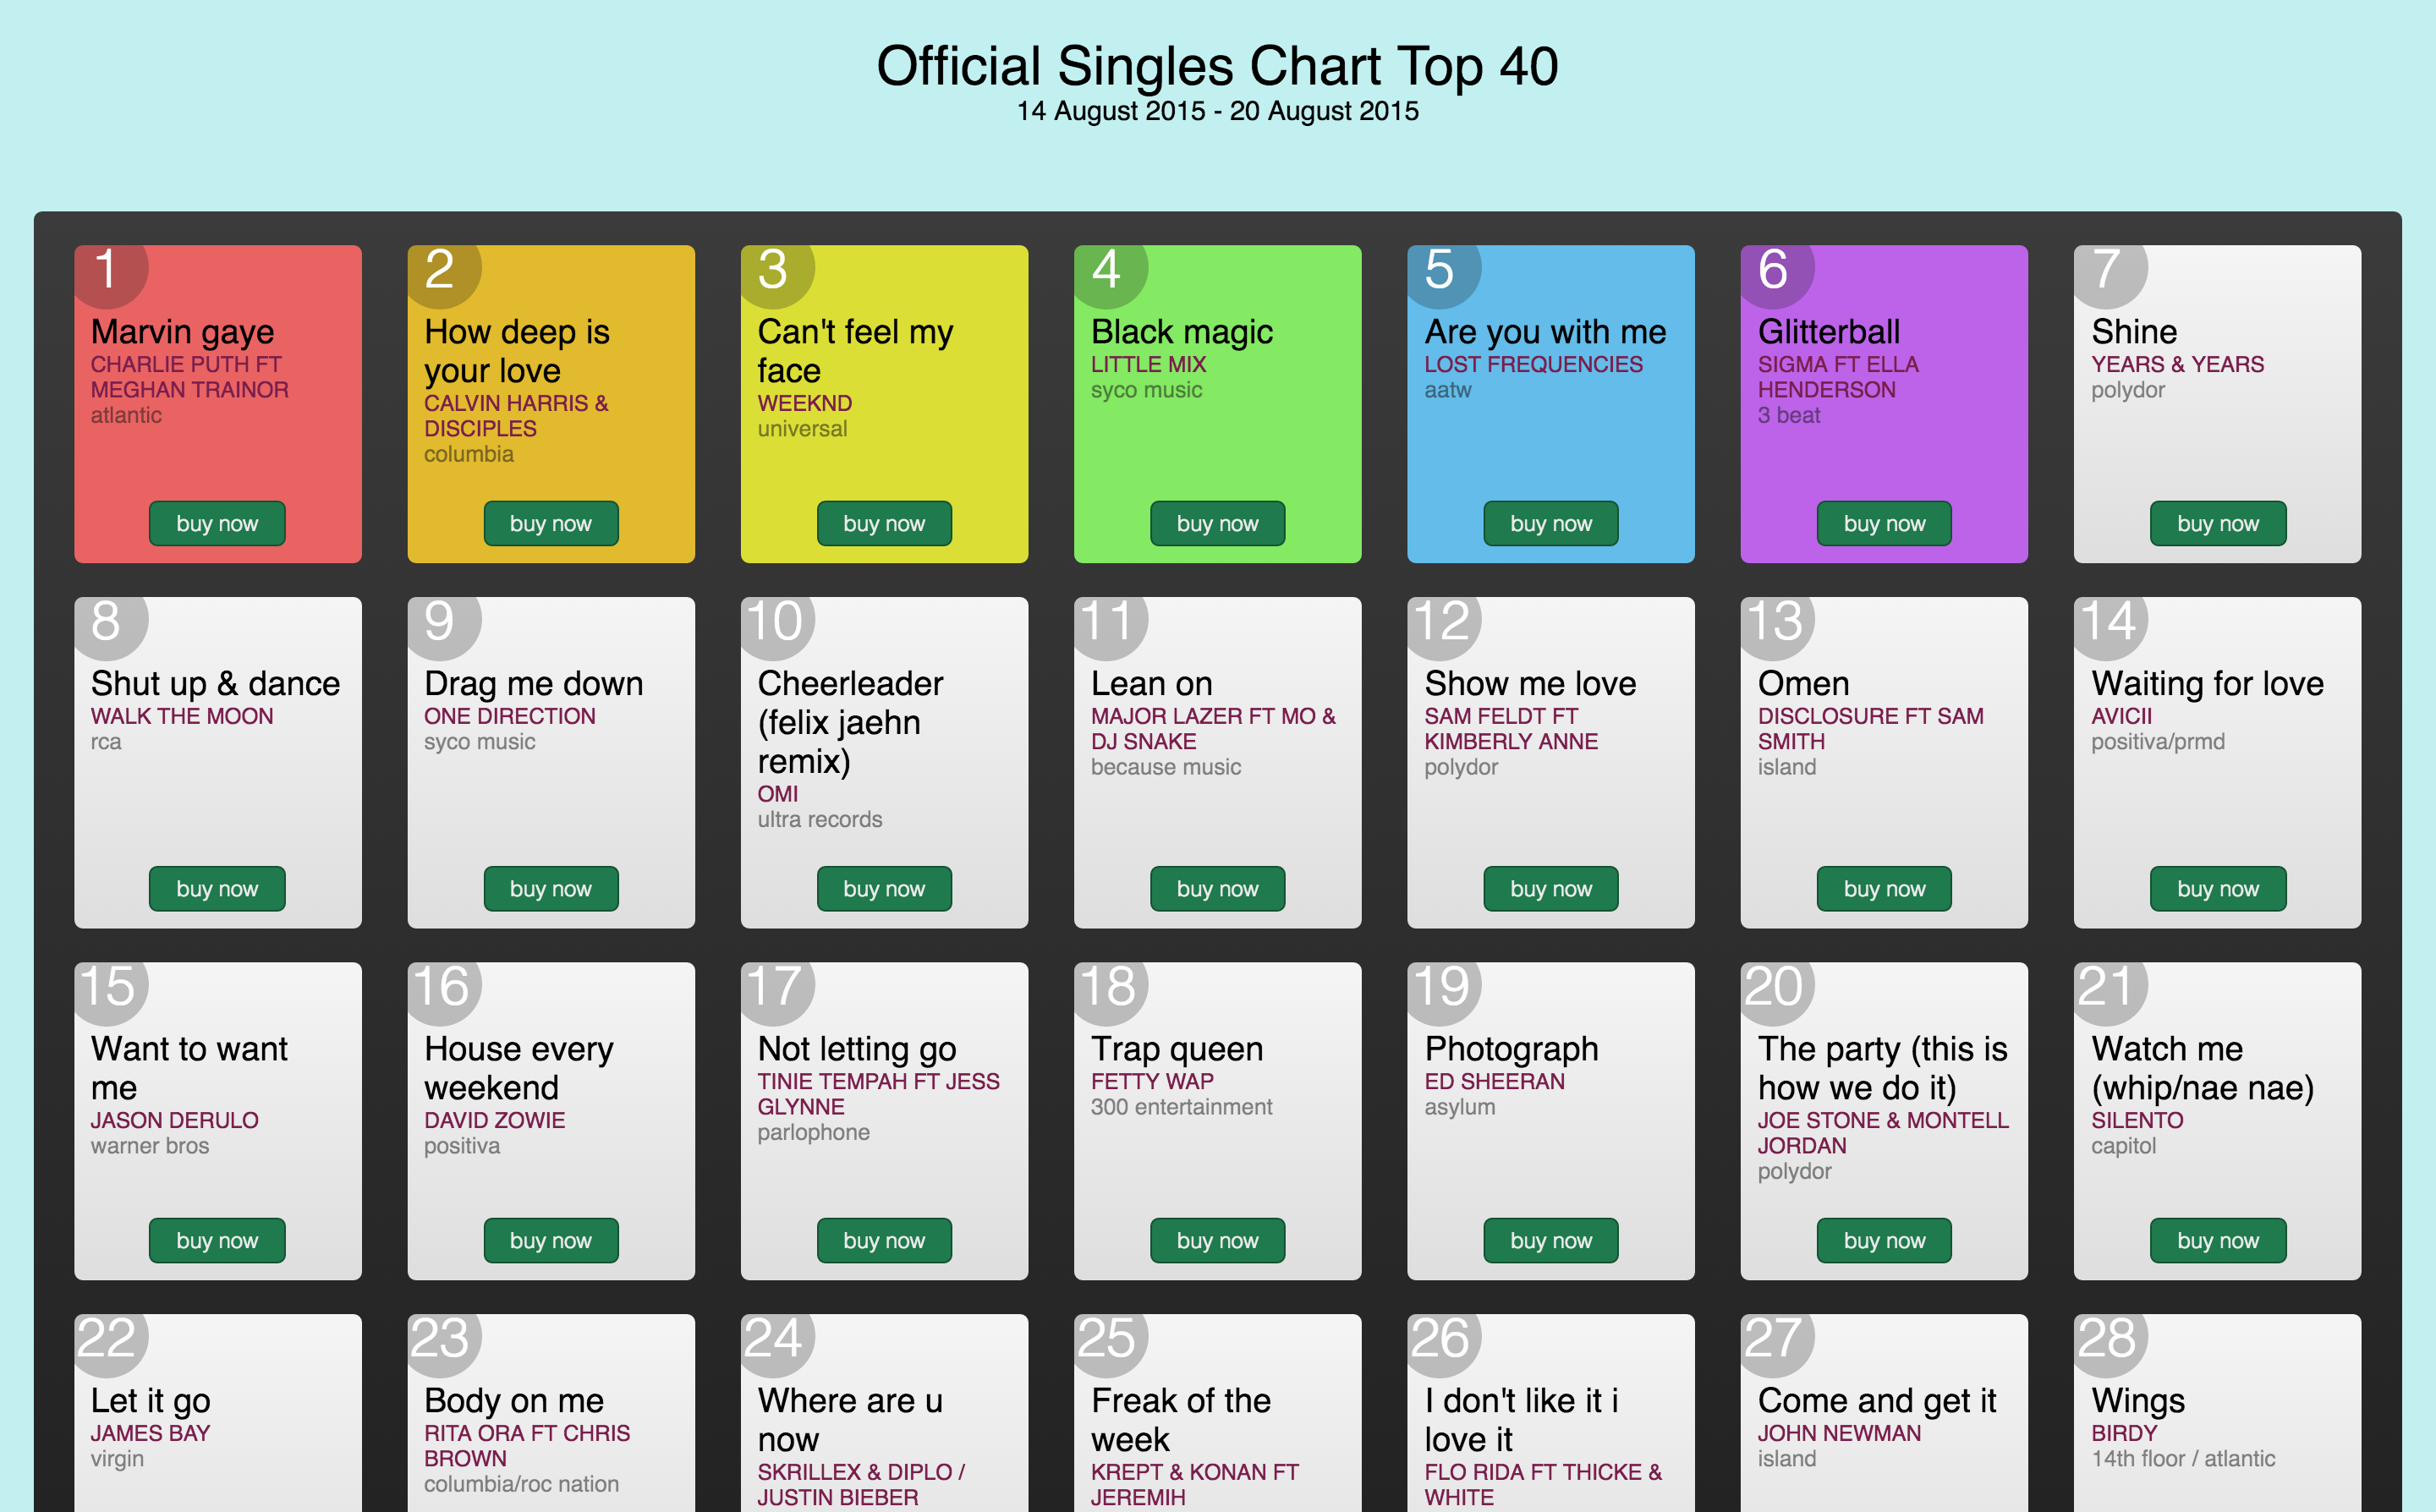 Official Singles Chart Top 40
14 August 2015 - 20 August 2015
1
Marvin gaye
CHARLIE PUTH FT
MEGHAN TRAINOR
atlantic
buy now
2
How deep is
your love
CALVIN HARRIS &
DISCIPLES
columbia
buy now
3
Can't feel my
face
WEEKND
universal
buy now
4
Black magic
LITTLE MIX
syco music
buy now
5
Are you with me
LOST FREQUENCIES
aatw
buy now
6
Glitterball
SIGMA FT ELLA
HENDERSON
3 beat
buy now
7
Shine
YEARS & YEARS
polydor
buy now
8
Shut up & dance
WALK THE MOON
rca
buy now
9
Drag me down
ONE DIRECTION
syco music
buy now
10
Cheerleader
(felix jaehn
remix)
OMI
ultra records
buy now
11
Lean on
MAJOR LAZER FT MO &
DJ SNAKE
because music
buy now
12
Show me love
SAM FELDT FT
KIMBERLY ANNE
polydor
buy now
13
Omen
DISCLOSURE FT SAM
SMITH
island
buy now
14
Waiting for love
AVICII
positiva/prmd
buy now
15
Want to want
me
JASON DERULO
warner bros
buy now
16
House every
weekend
DAVID ZOWIE
positiva
buy now
17
Not letting go
TINIE TEMPAH FT JESS
GLYNNE
parlophone
buy now
18
Trap queen
FETTY WAP
300 entertainment
buy now
19
Photograph
ED SHEERAN
asylum
buy now
20
The party (this is
how we do it)
JOE STONE & MONTELL
JORDAN
polydor
buy now
21
Watch me
(whip/nae nae)
SILENTO
capitol
buy now
22
Let it go
JAMES BAY
virgin
23
Body on me
RITA ORA FT CHRIS
BROWN
columbia/roc nation
24
Where are u
now
SKRILLEX & DIPLO /
JUSTIN BIEBER
25
Freak of the
week
KREPT & KONAN FT
JEREMIH
26
I don't like it i
love it
FLO RIDA FT THICKE &
WHITE
27
Come and get it
JOHN NEWMAN
island
28
Wings
BIRDY
14th floor / atlantic